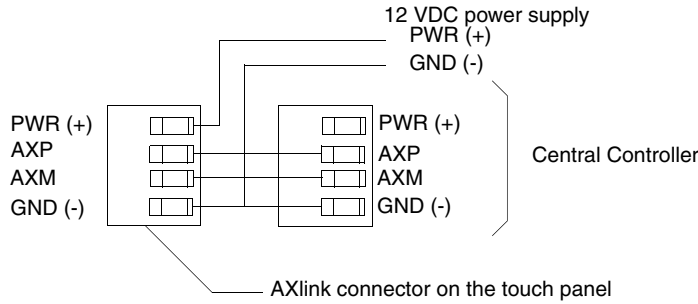 12 VDC power supply
PWR (+)
GND (-)
PWR (+)
AXP
AXM
GND (-)
PWR (+)
AXP
AXM
GND (-)
Central Controller
AXlink connector on the touch panel